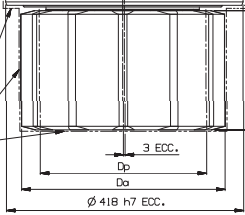 3 ECC.
Dp
Da
Ø 418 h7 ECC.